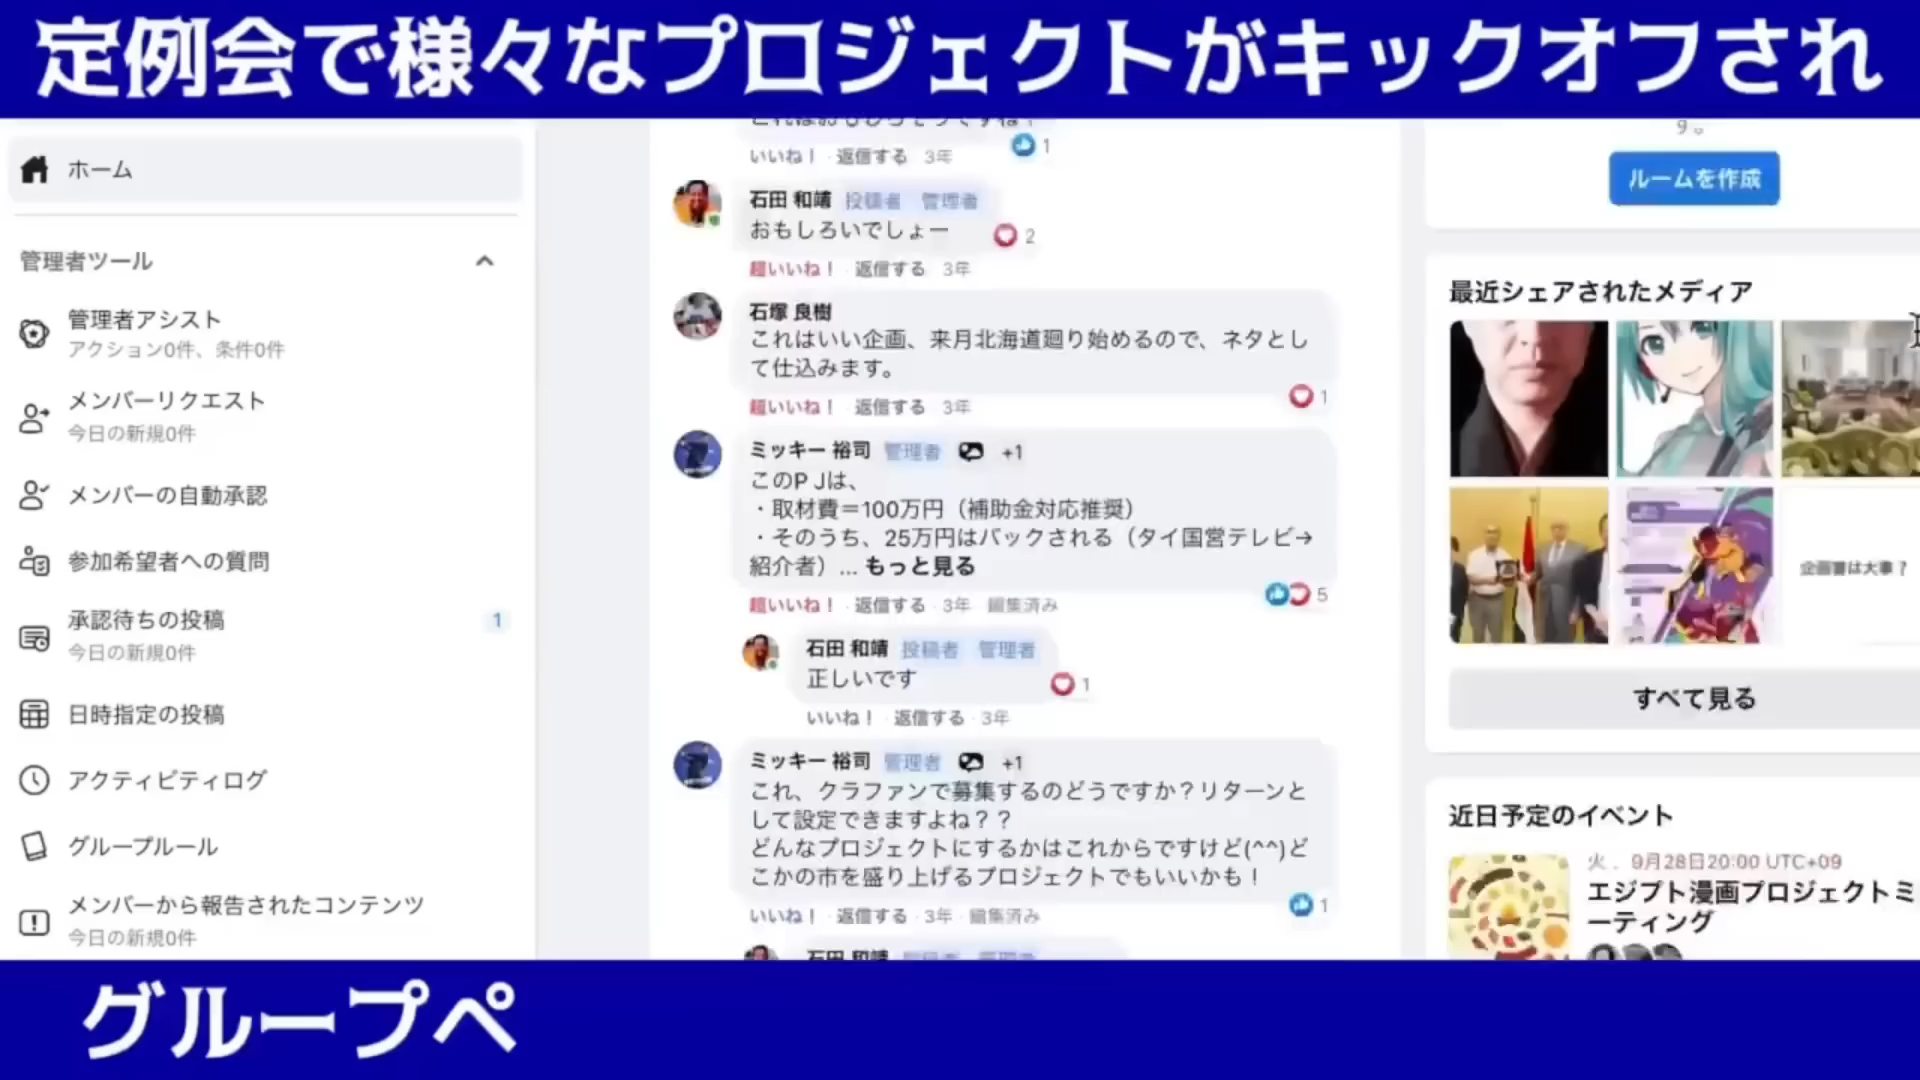 定例会で様々なプロジェクトがキックオフされ
ホーム
管理者ツール
管理者アシスト
アクション0件、条件0件
メンバーリクエスト
今日の新規0件
メンバーの自動承認
参加希望者への質問
承認待ちの投稿
1
今日の新規0件
日時指定の投稿
アクティビティログ
グループルール
メンバーから報告されたコンテンツ
今日の新規0件
いいね！ · 返信する 3年
1
石田 和靖 投稿者 管理者
おもしろいでしょー
2
超いいね！ · 返信する 3年
石塚 良樹
これはいい企画、来月北海道廻り始めるので、ネタとし
て仕込みます。
1
超いいね！ · 返信する 3年
ミッキー 裕司 管理者 +1
このＰＪは、
・取材費＝100万円（補助金対応推奨）
・そのうち、25万円はバックされる（タイ国営テレビ→
紹介者）... もっと見る
5
超いいね！ · 返信する · 3年 編集済み
石田 和靖 投稿者 管理者
正しいです
1
いいね！ · 返信する · 3年
ミッキー 裕司 管理者 +1
これ、クラファンで募集するのどうですか？リターンと
して設定できますよね？？
どんなプロジェクトにするかはこれからですけど(^^)ど
こかの市を盛り上げるプロジェクトでもいいかも！
1
いいね！ · 返信する · 3年 · 編集済み
石田 和靖 投稿者 管理者
ルームを作成
最近シェアされたメディア
企画書は大事？
すべて見る
近日予定のイベント
火、9月28日20:00 UTC+09
エジプト漫画プロジェクトミ
ーティング
グループペ